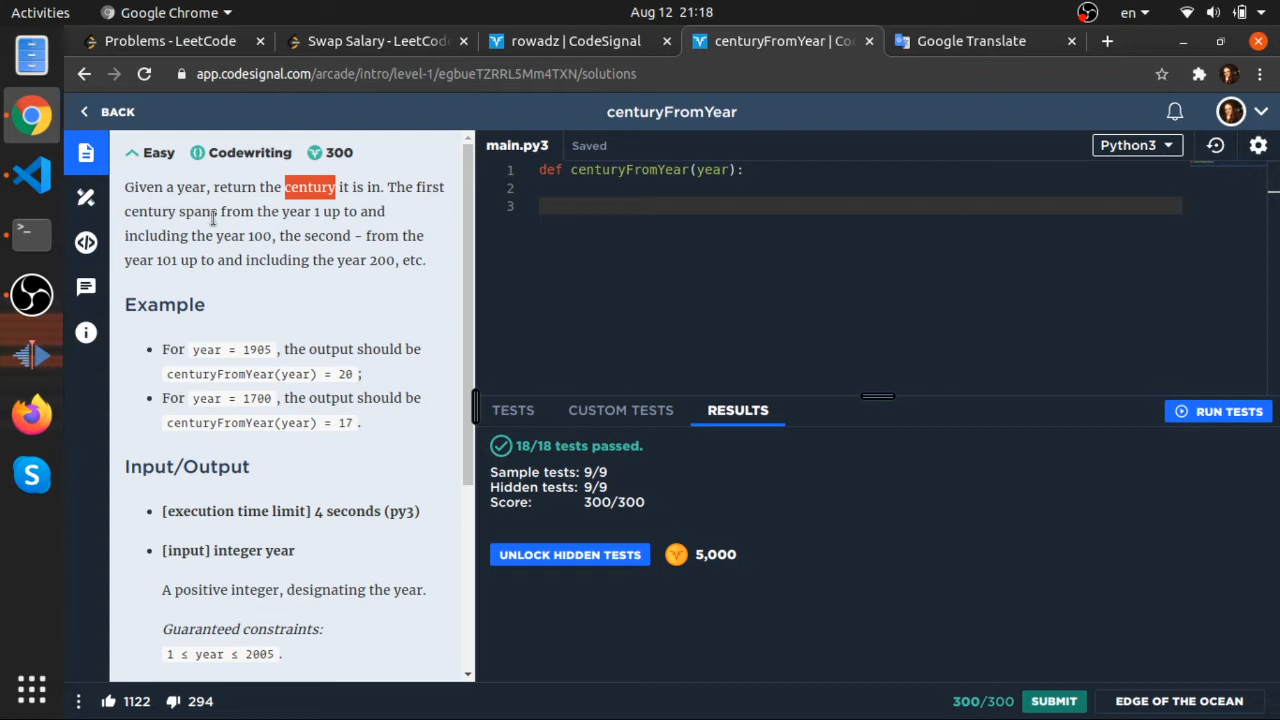 Activities
Google Chrome
Aug 12 21:18
en
Problems - LeetCode
Swap Salary - LeetCod
rowadz | CodeSignal
centuryFromYear | Co
Google Translate
app.codesignal.com/arcade/intro/level-1/egbueTZRRL5Mm4TXN/solutions
BACK
centuryFromYear
Easy
Codewriting
300
Given a year, return the century it is in. The first
century spans from the year 1 up to and
including the year 100, the second - from the
year 101 up to and including the year 200, etc.
Example
• For year = 1905 , the output should be
centuryFromYear(year) = 20 ;
• For year = 1700 , the output should be
centuryFromYear(year) = 17 .
Input/Output
• [execution time limit] 4 seconds (py3)
• [input] integer year
A positive integer, designating the year.
Guaranteed constraints:
1 ≤ year ≤ 2005 .
1122
294
main.py3
Saved
Python3
1 def centuryFromYear(year):
2
3
TESTS
CUSTOM TESTS
RESULTS
RUN TESTS
18/18 tests passed.
Sample tests: 9/9
Hidden tests: 9/9
Score: 300/300
UNLOCK HIDDEN TESTS
5,000
300/300
SUBMIT
EDGE OF THE OCEAN